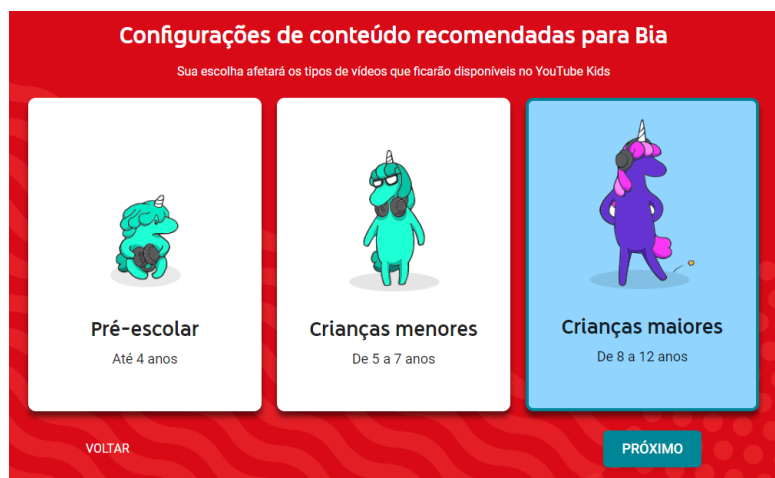 Configurações de conteúdo recomendadas para Bia
Sua escolha afetará os tipos de vídeos que ficarão disponíveis no YouTube Kids
Pré-escolar
Até 4 anos
Crianças menores
De 5 a 7 anos
Crianças maiores
De 8 a 12 anos
VOLTAR
PRÓXIMO